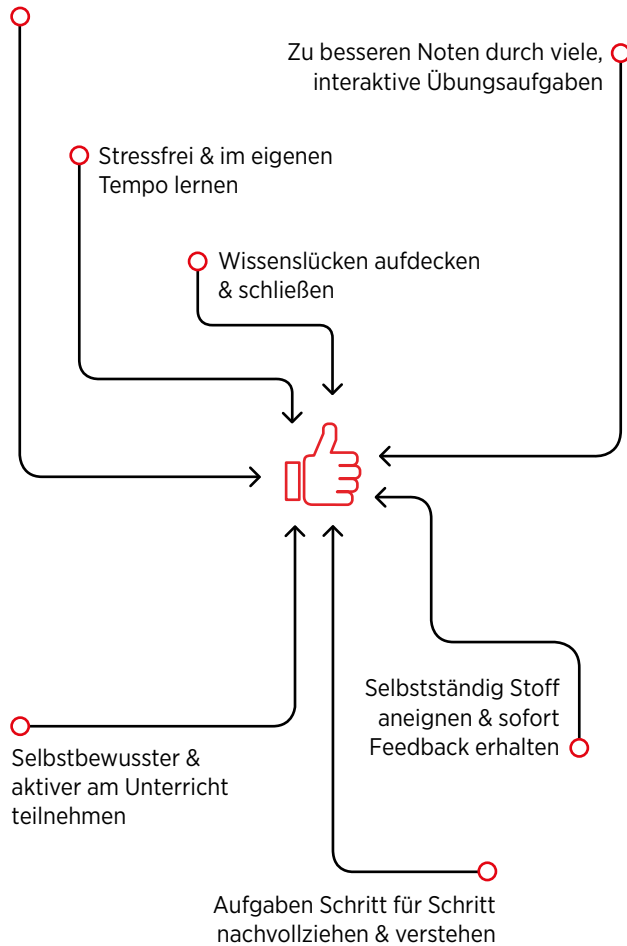 Zu besseren Noten durch viele,
interaktive Übungsaufgaben
Stressfrei & im eigenen
Tempo lernen
Wissenslücken aufdecken
& schließen
Selbstständig Stoff
aneignen & sofort
Feedback erhalten
Selbstbewusster &
aktiver am Unterricht
teilnehmen
Aufgaben Schritt für Schritt
nachvollziehen & verstehen